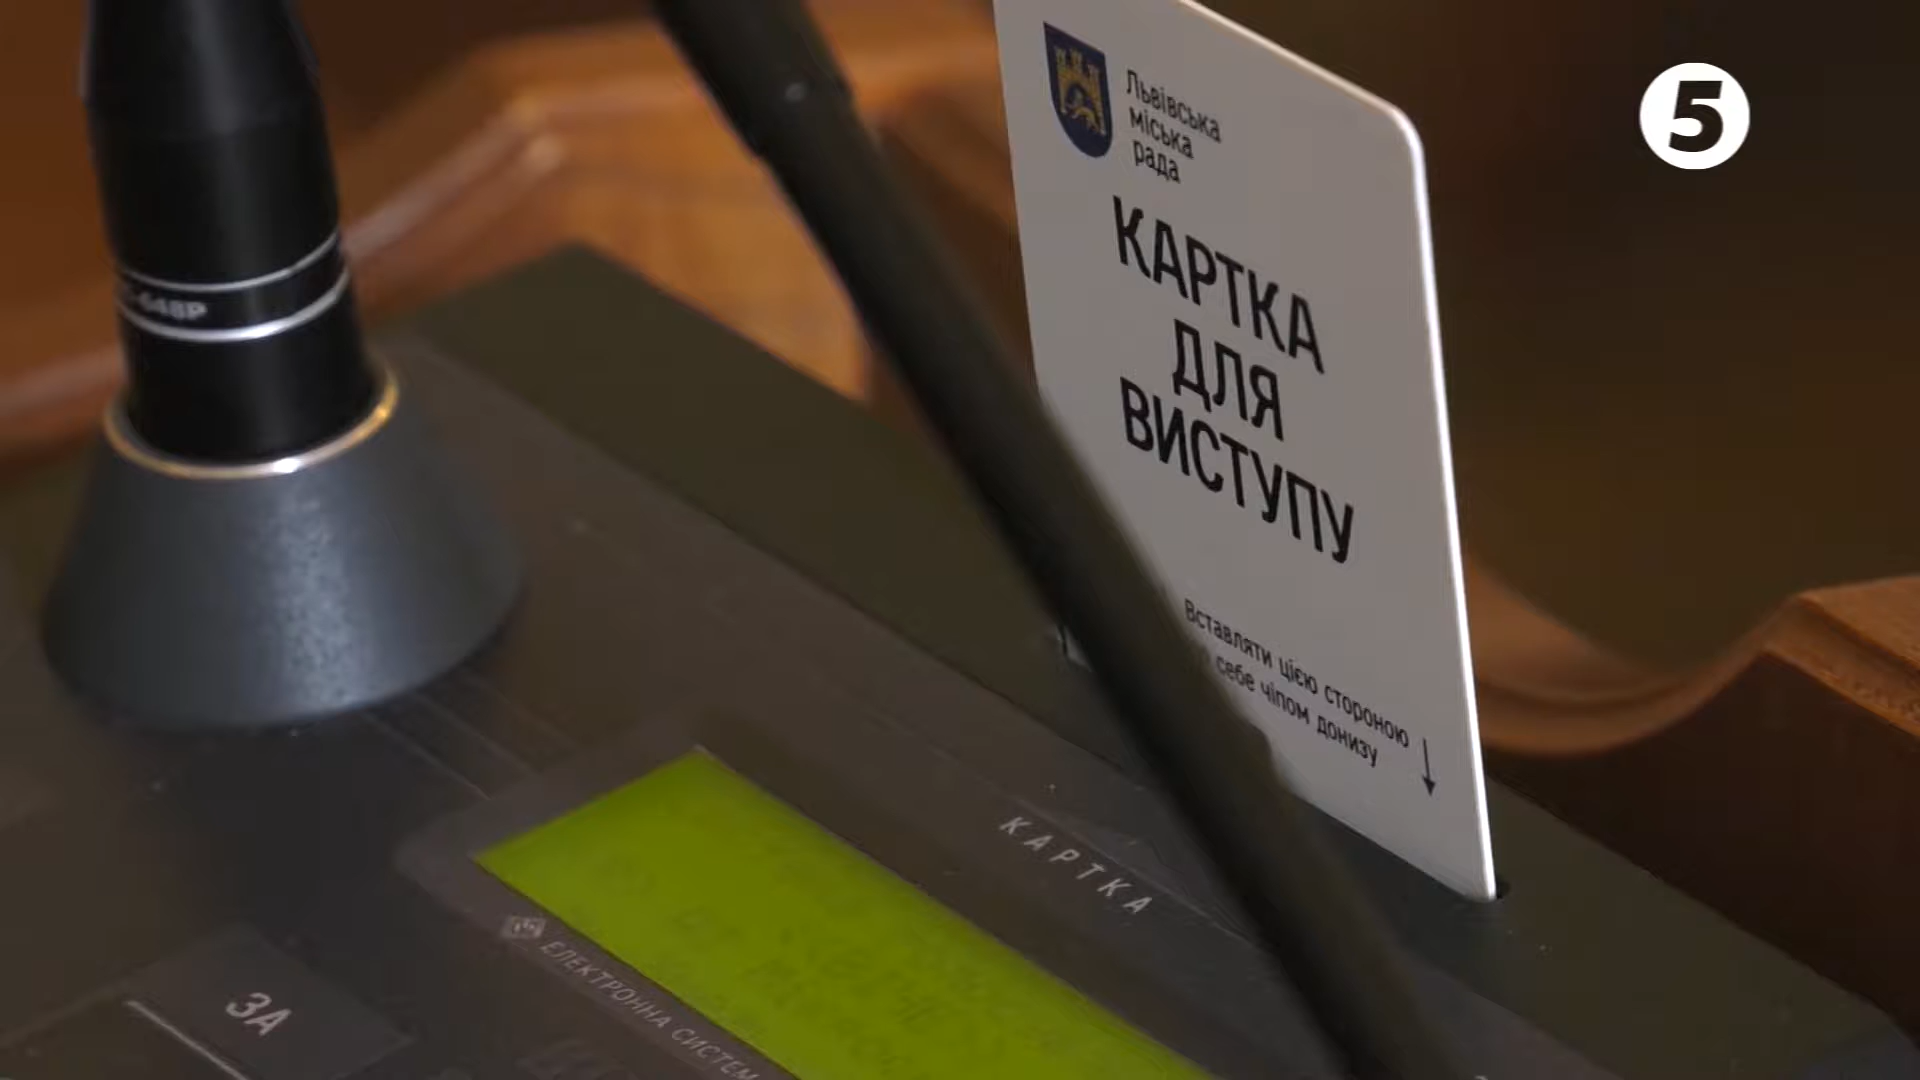 5
Львівська
міська
рада
КАРТКА
ДЛЯ
ВИСТУПУ
Вставляти цією стороною
себе чіпом донизу
КАРТКА
ЕЛЕКТРОННА СИСТЕМ
ЗА